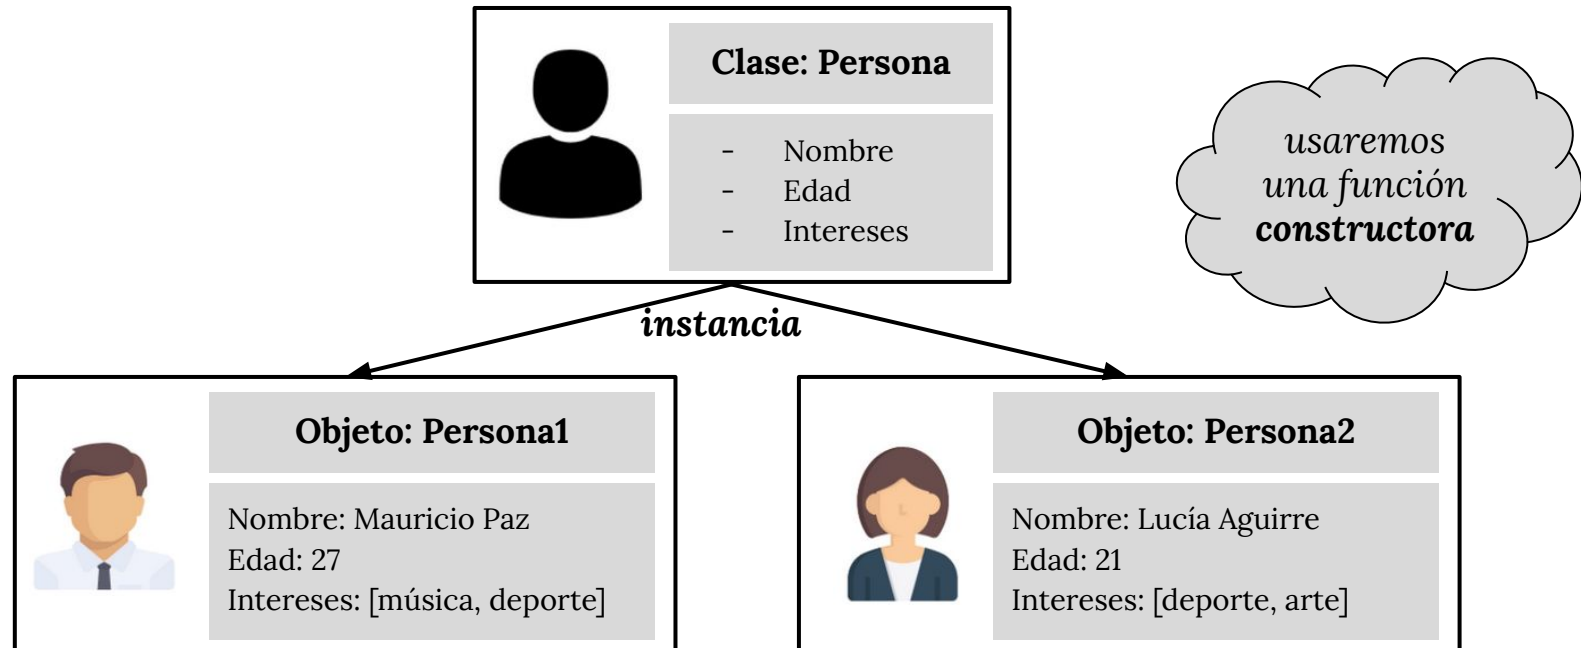 Clase: Persona
- Nombre
- Edad
- Intereses
usaremos
una función
constructora
instancia
Objeto: Persona1
Nombre: Mauricio Paz
Edad: 27
Intereses: [música, deporte]
Objeto: Persona2
Nombre: Lucía Aguirre
Edad: 21
Intereses: [deporte, arte]